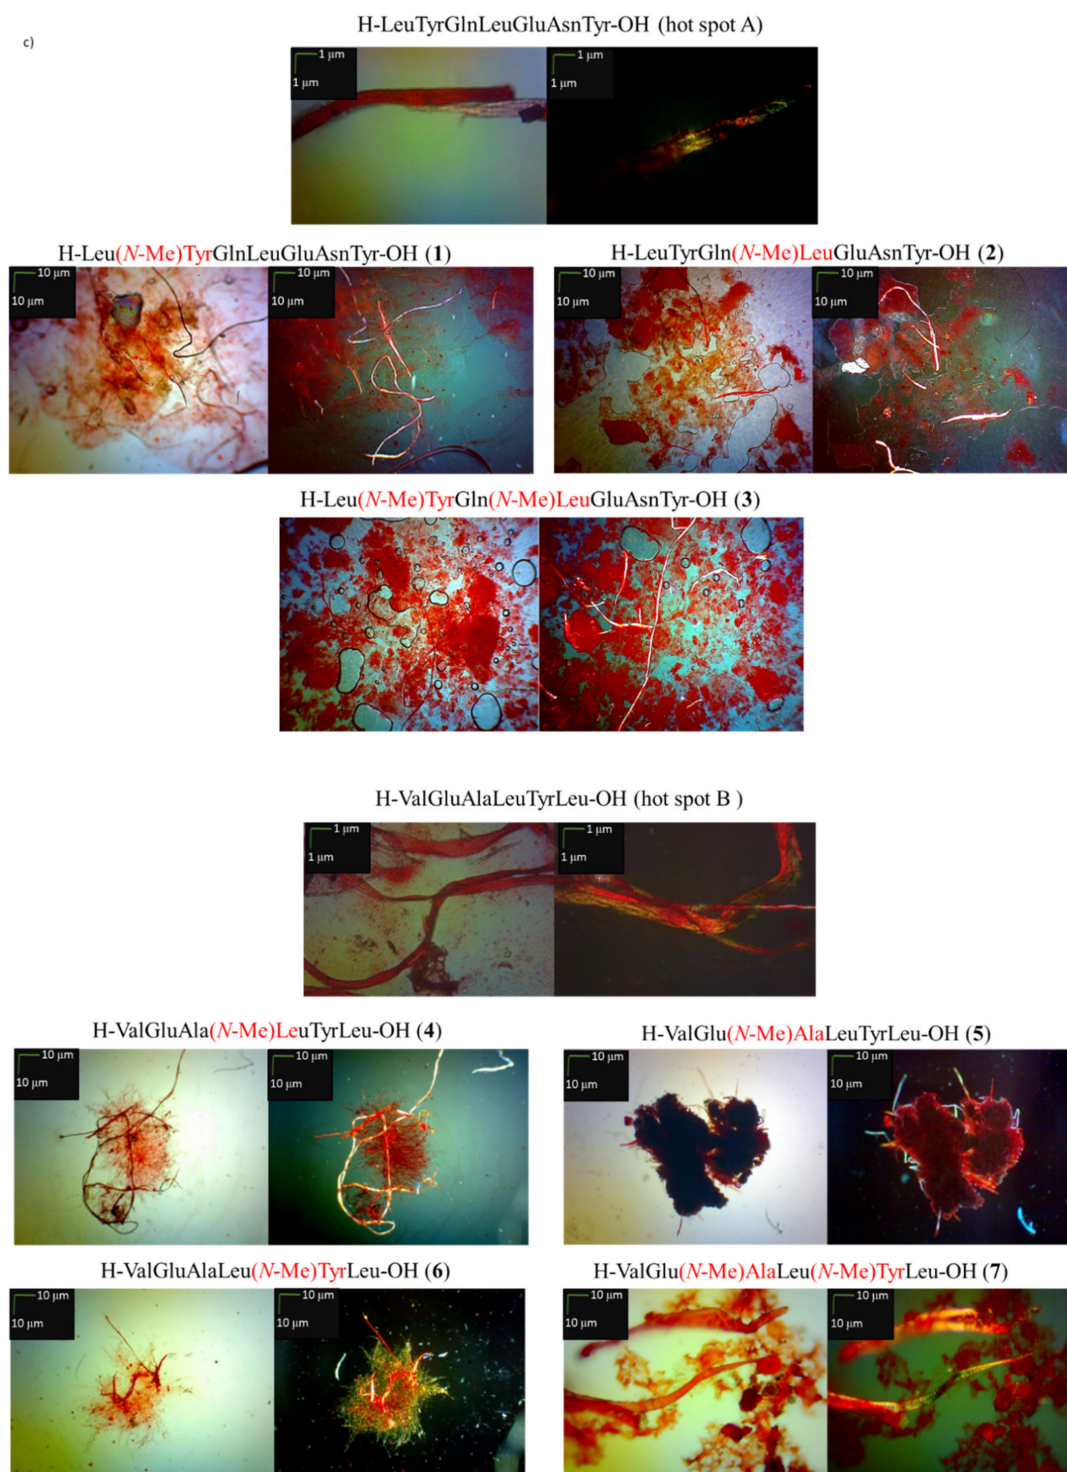 c)
H-LeuTyrGlnLeuGluAsnTyr-OH (hot spot A)
1 μm
1 μm
1 μm
1 μm
H-Leu(N-Me)TyrGlnLeuGluAsnTyr-OH (1)
H-LeuTyrGln(N-Me)LeuGluAsnTyr-OH (2)
10 μm
10 μm
10 μm
10 μm
10 μm
10 μm
10 μm
10 μm
H-Leu(N-Me)TyrGln(N-Me)LeuGluAsnTyr-OH (3)
H-ValGluAlaLeuTyrLeu-OH (hot spot B )
1 μm
1 μm
1 μm
1 μm
H-ValGluAla(N-Me)LeuTyrLeu-OH (4)
H-ValGlu(N-Me)AlaLeuTyrLeu-OH (5)
10 μm
10 μm
10 μm
10 μm
10 μm
10 μm
10 μm
10 μm
H-ValGluAlaLeu(N-Me)TyrLeu-OH (6)
H-ValGlu(N-Me)AlaLeu(N-Me)TyrLeu-OH (7)
10 μm
10 μm
10 μm
10 μm
10 μm
10 μm
10 μm
10 μm